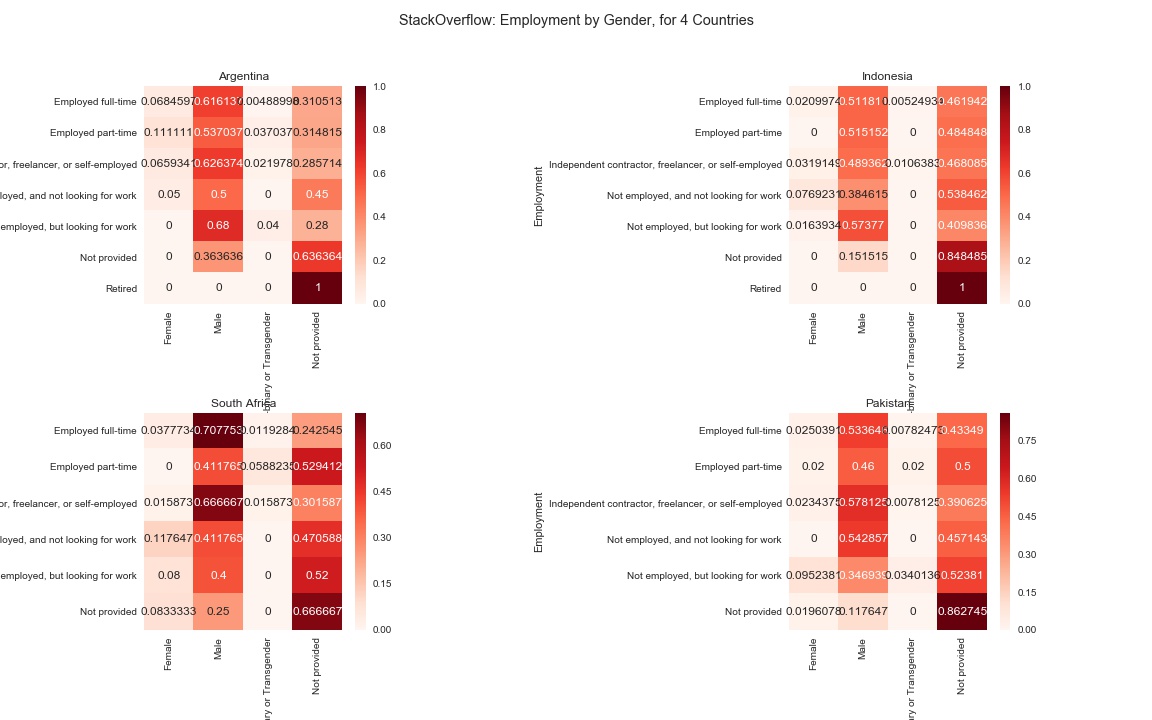 StackOverflow: Employment by Gender, for 4 Countries
Argentina
Employed full-time 0.0684597 0.616137 0.00488998 0.310513
Employed part-time 0.111111 0.537037 0.037037 0.314815
or, freelancer, or self-employed 0.0659341 0.626374 0.021978 0.285714
loyed, and not looking for work 0.05 0.5 0 0.45
employed, but looking for work 0 0.68 0.04 0.28
Not provided 0 0.363636 0 0.636364
Retired 0 0 0 1
Female Male -binary or Transgender Not provided
1.0
0.8
0.6
0.4
0.2
0.0
Indonesia
Employment
Employed full-time 0.0209974 0.511811 0.00524934 0.461942
Employed part-time 0 0.515152 0 0.484848
Independent contractor, freelancer, or self-employed 0.0319149 0.489362 0.0106383 0.468085
Not employed, and not looking for work 0.0769231 0.384615 0 0.538462
Not employed, but looking for work 0.0163934 0.57377 0 0.409836
Not provided 0 0.151515 0 0.848485
Retired 0 0 0 1
Female Male -binary or Transgender Not provided
1.0
0.8
0.6
0.4
0.2
0.0
South Africa
Employed full-time 0.0377734 0.707753 0.0119284 0.242545
Employed part-time 0 0.411765 0.0588235 0.529412
or, freelancer, or self-employed 0.015873 0.666667 0.015873 0.301587
loyed, and not looking for work 0.117647 0.411765 0 0.470588
employed, but looking for work 0.08 0.4 0 0.52
Not provided 0.0833333 0.25 0 0.666667
Female Male ary or Transgender Not provided
0.60
0.45
0.30
0.15
0.00
Pakistan
Employment
Employed full-time 0.0250391 0.533646 0.00782473 0.43349
Employed part-time 0.02 0.46 0.02 0.5
Independent contractor, freelancer, or self-employed 0.0234375 0.578125 0.0078125 0.390625
Not employed, and not looking for work 0 0.542857 0 0.457143
Not employed, but looking for work 0.0952381 0.346939 0.0340136 0.52381
Not provided 0.0196078 0.117647 0 0.862745
Female Male ary or Transgender Not provided
0.75
0.60
0.45
0.30
0.15
0.00